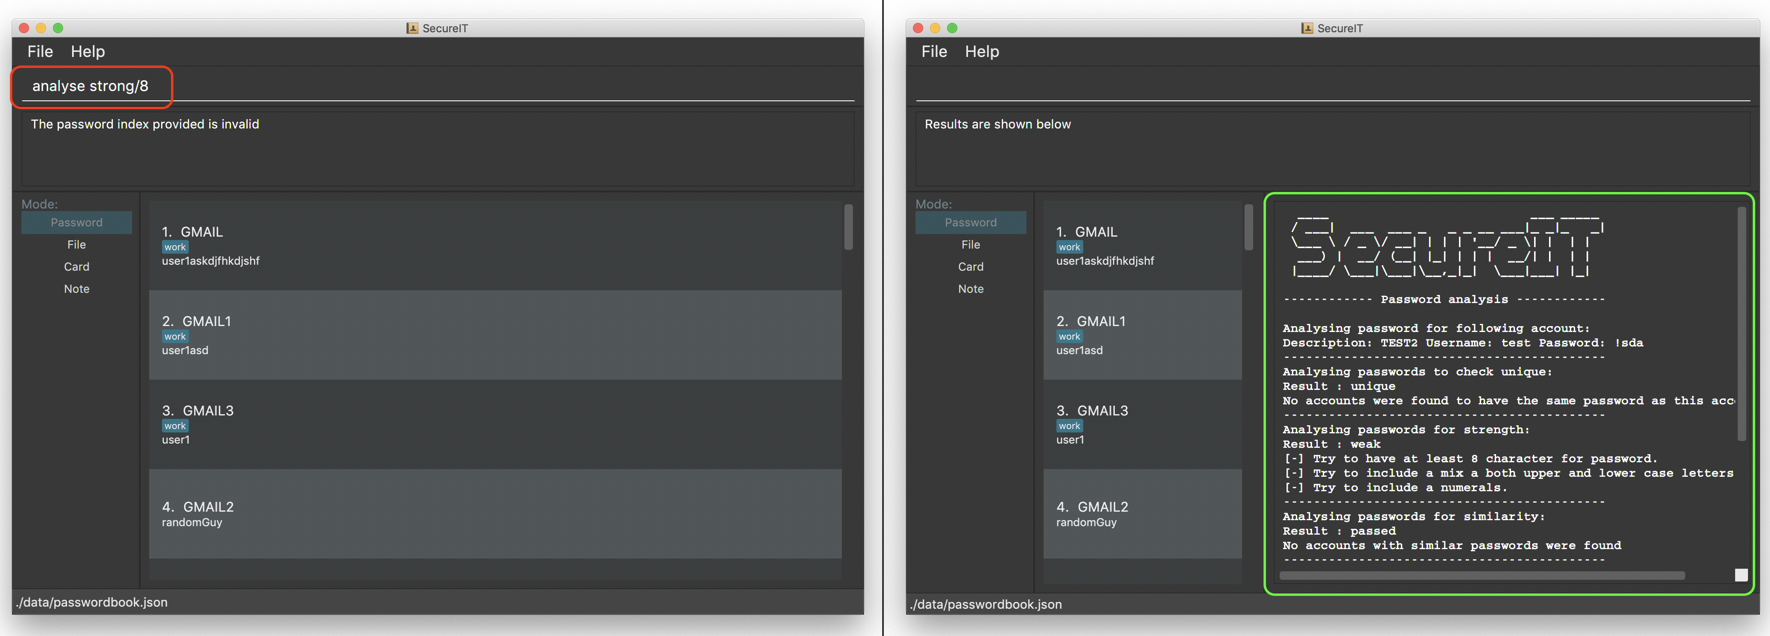 SecureIT
File Help
analyse strong/8
The password index provided is invalid
Mode:
Password
File
Card
Note
1. GMAIL
work
user1askdjfhkdjshf
2. GMAIL1
work
user1asd
3. GMAIL3
work
user1
4. GMAIL2
randomGuy
./data/passwordbook.json
SecureIT
File Help
Results are shown below
Mode:
Password
File
Card
Note
1. GMAIL
work
user1askdjfhkdjshf
2. GMAIL1
work
user1asd
3. GMAIL3
work
user1
4. GMAIL2
randomGuy
SecureIT
------------ Password analysis ------------
Analysing password for following account:
Description: TEST2 Username: test Password: !sda
-------------------------------------------
Analysing passwords to check unique:
Result : unique
No accounts were found to have the same password as this acc
-------------------------------------------
Analysing passwords for strength:
Result : weak
[-] Try to have at least 8 character for password.
[-] Try to include a mix a both upper and lower case letters
[-] Try to include a numerals.
-------------------------------------------
Analysing passwords for similarity:
Result : passed
No accounts with similar passwords were found
-------------------------------------------
./data/passwordbook.json